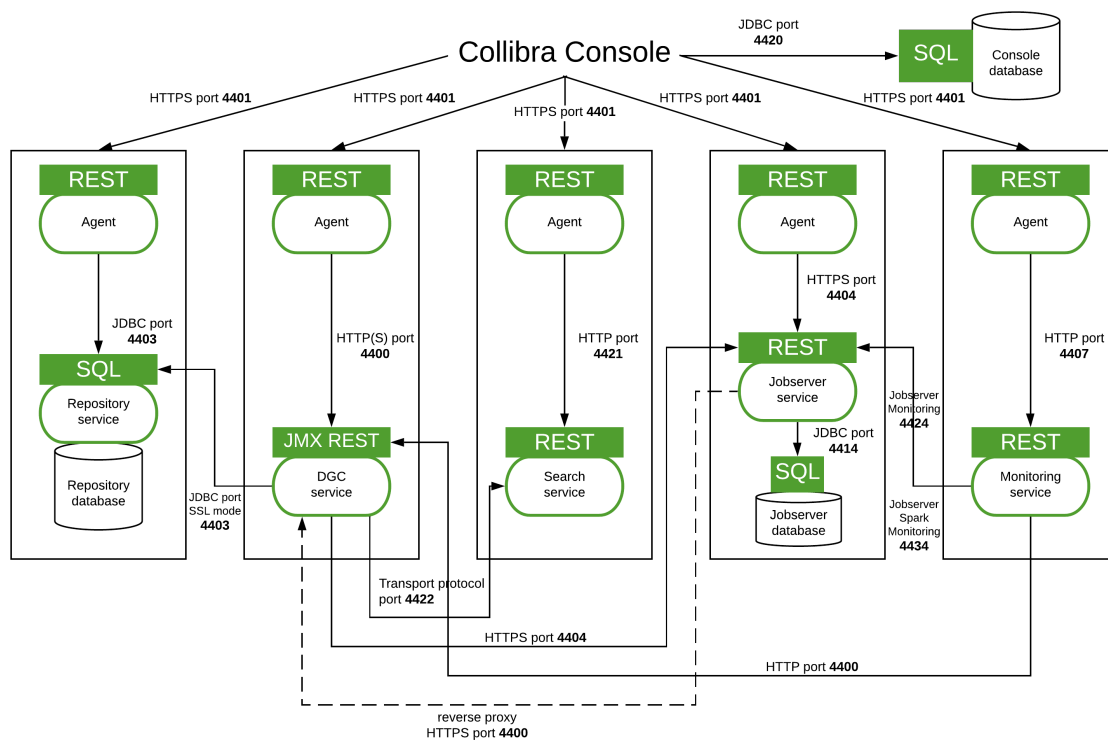 JDBC port
4420
Collibra Console
SQL
Console
database
HTTPS port 4401
HTTPS port 4401
HTTPS port 4401
HTTPS port 4401
HTTPS port 4401
REST
Agent
REST
Agent
REST
Agent
REST
Agent
REST
Agent
JDBC port
4403
HTTP(S) port
4400
HTTP port
4421
HTTPS port
4404
HTTP port
4407
SQL
Repository
service
Repository
database
JDBC port
SSL mode
4403
JMX REST
DGC
service
REST
Search
service
REST
Jobserver
service
JDBC port
4414
SQL
Jobserver
database
Jobserver
Monitoring
4424
Jobserver
Spark
Monitoring
4434
REST
Monitoring
service
Transport protocol
port 4422
HTTPS port 4404
HTTP port 4400
reverse proxy
HTTPS port 4400